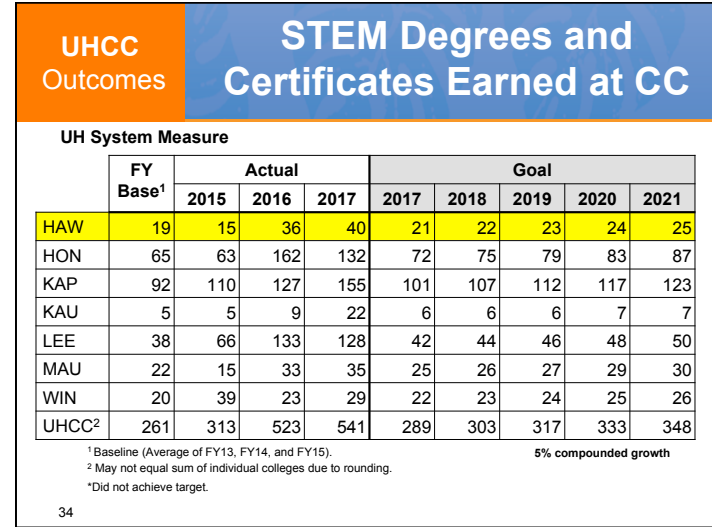 UHCC
Outcomes
STEM Degrees and
Certificates Earned at CC
UH System Measure
FY Base¹ Actual Goal
2015 2016 2017 2017 2018 2019 2020 2021
HAW 19 15 36 40 21 22 23 24 25
HON 65 63 162 132 72 75 79 83 87
KAP 92 110 127 155 101 107 112 117 123
KAU 5 5 9 22 6 6 6 7 7
LEE 38 66 133 128 42 44 46 48 50
MAU 22 15 33 35 25 26 27 29 30
WIN 20 39 23 29 22 23 24 25 26
UHCC² 261 313 523 541 289 303 317 333 348
¹ Baseline (Average of FY13, FY14, and FY15). 5% compounded growth
² May not equal sum of individual colleges due to rounding.
*Did not achieve target.
34